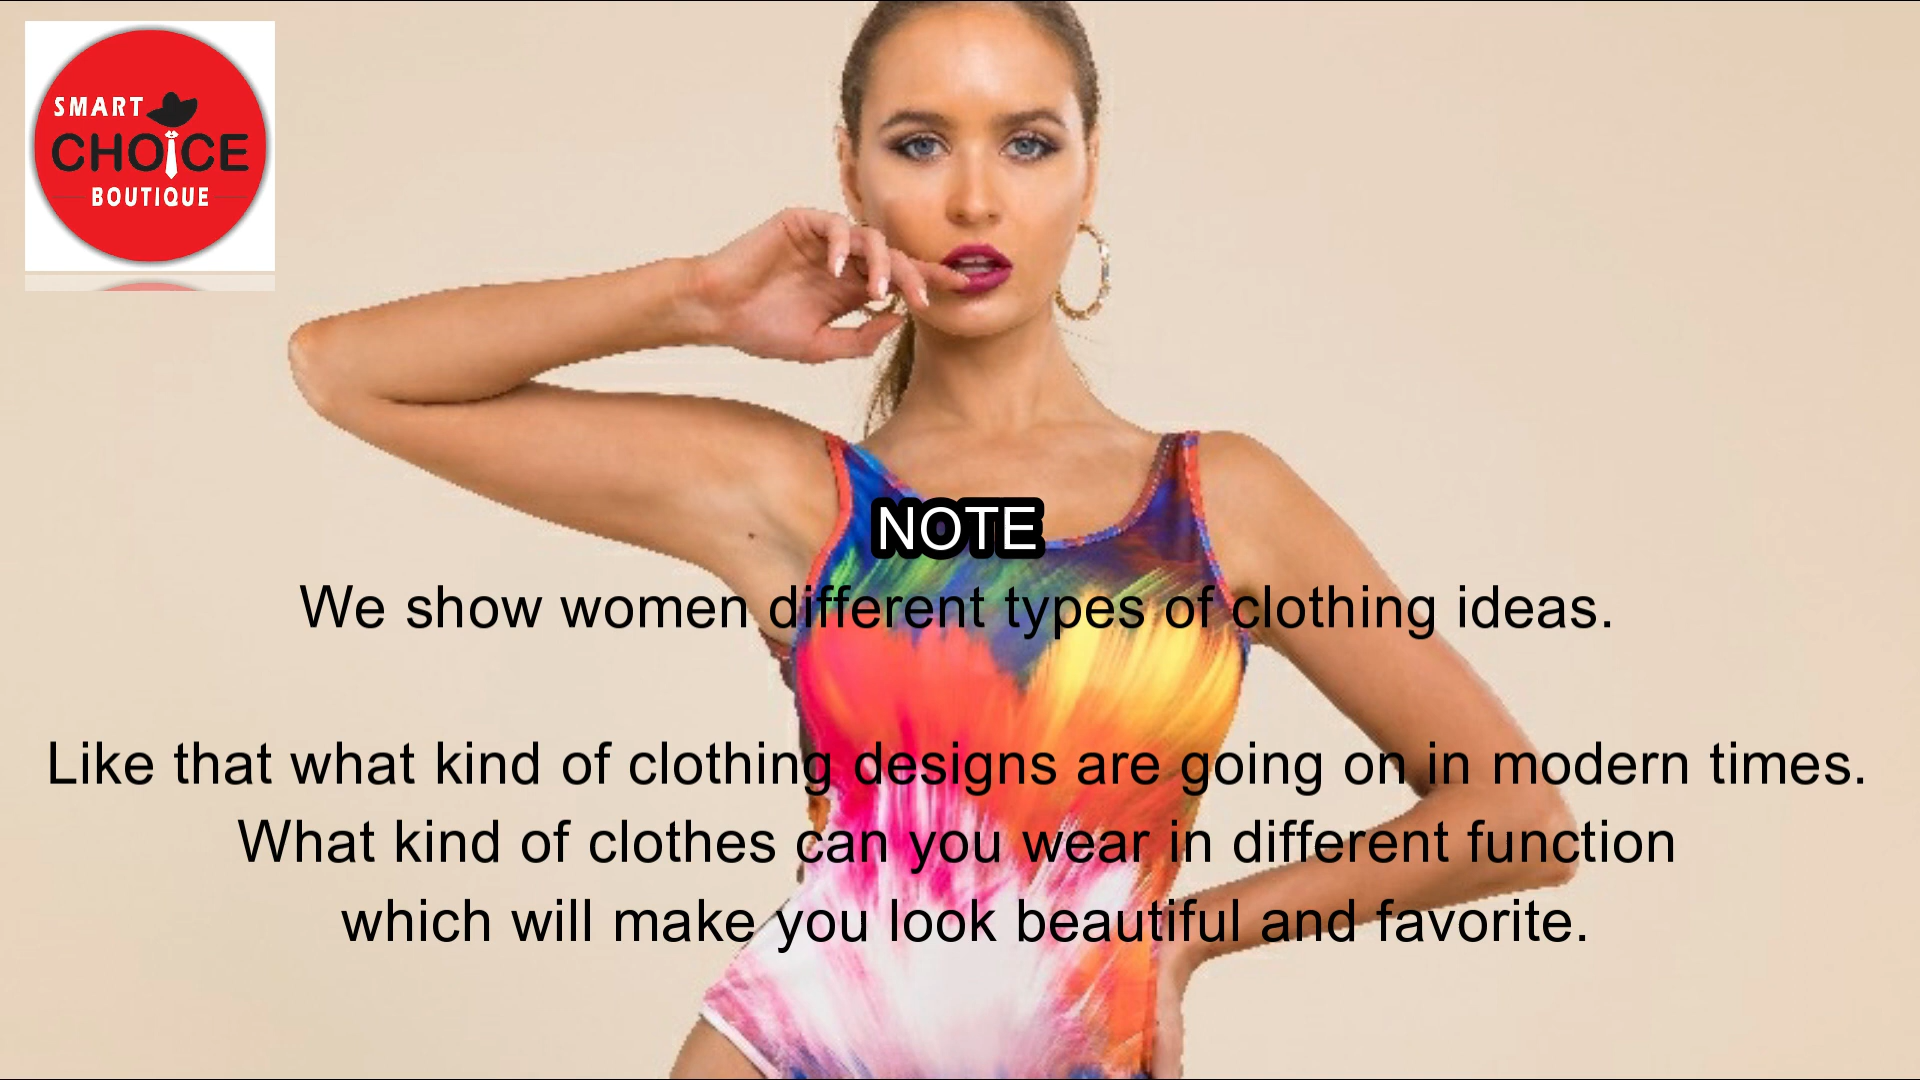 SMART
CHOICE
BOUTIQUE
NOTE
We show women different types of clothing ideas.
Like that what kind of clothing designs are going on in modern times.
What kind of clothes can you wear in different function
which will make you look beautiful and favorite.